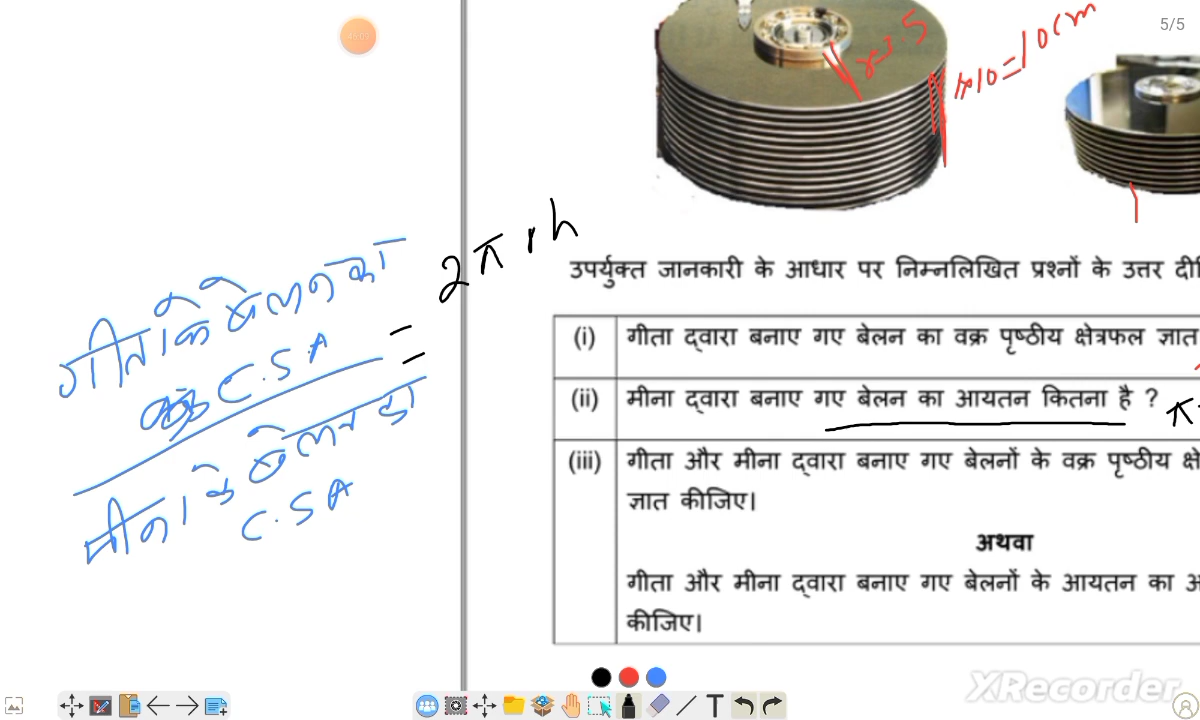 5/5
r=3.5
1×10=10cm
गीता के बेलन का
C.S.A
=
2πrh
मीना के बेलन का
C.S.A
उपर्युक्त जानकारी के आधार पर निम्नलिखित प्रश्नों के उत्तर
(i) गीता द्वारा बनाए गए बेलन का वक्र पृष्ठीय क्षेत्रफल ज्ञात
(ii) मीना द्वारा बनाए गए बेलन का आयतन कितना है ? π
(iii) गीता और मीना द्वारा बनाए गए बेलनों के वक्र पृष्ठीय
ज्ञात कीजिए।
अथवा
गीता और मीना द्वारा बनाए गए बेलनों के आयतन का
कीजिए।
XRecorder